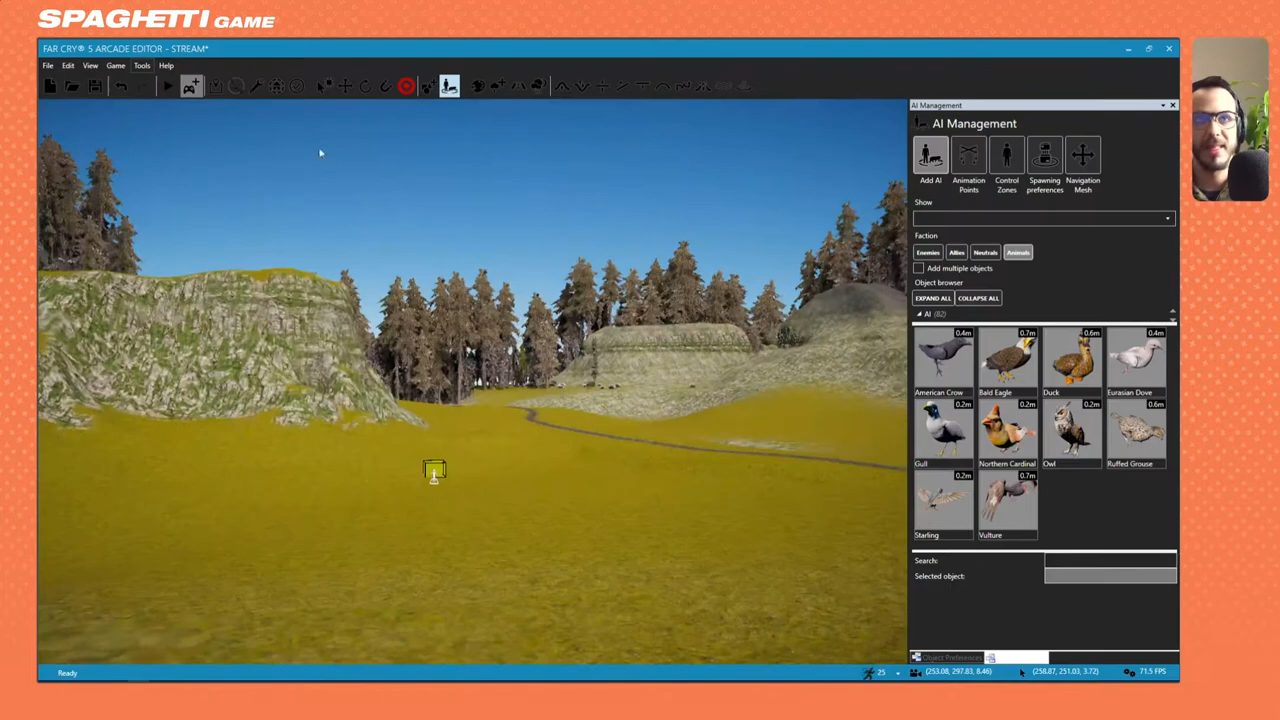 SPAGHETTI GAME
FAR CRY® 5 ARCADE EDITOR - STREAM*
File Edit View Game Tools Help
AI Management
AI Management
Add AI
Animation Points
Control Zones
Spawning preferences
Navigation Mesh
Show
Faction
Enemies Allies Neutrals Animals
Add multiple objects
Object browser
EXPAND ALL COLLAPSE ALL
AI (82)
0.4m 0.7m 0.6m 0.4m
American Crow Bald Eagle Duck Eurasian Dove
0.2m 0.2m 0.2m 0.6m
Gull Northern Cardinal Owl Ruffed Grouse
0.2m 0.7m
Starling Vulture
Search:
Selected object:
Object Preferences
Ready
25
(253.08, 297.83, 8.46)
(258.87, 251.03, 3.72)
71.5 FPS